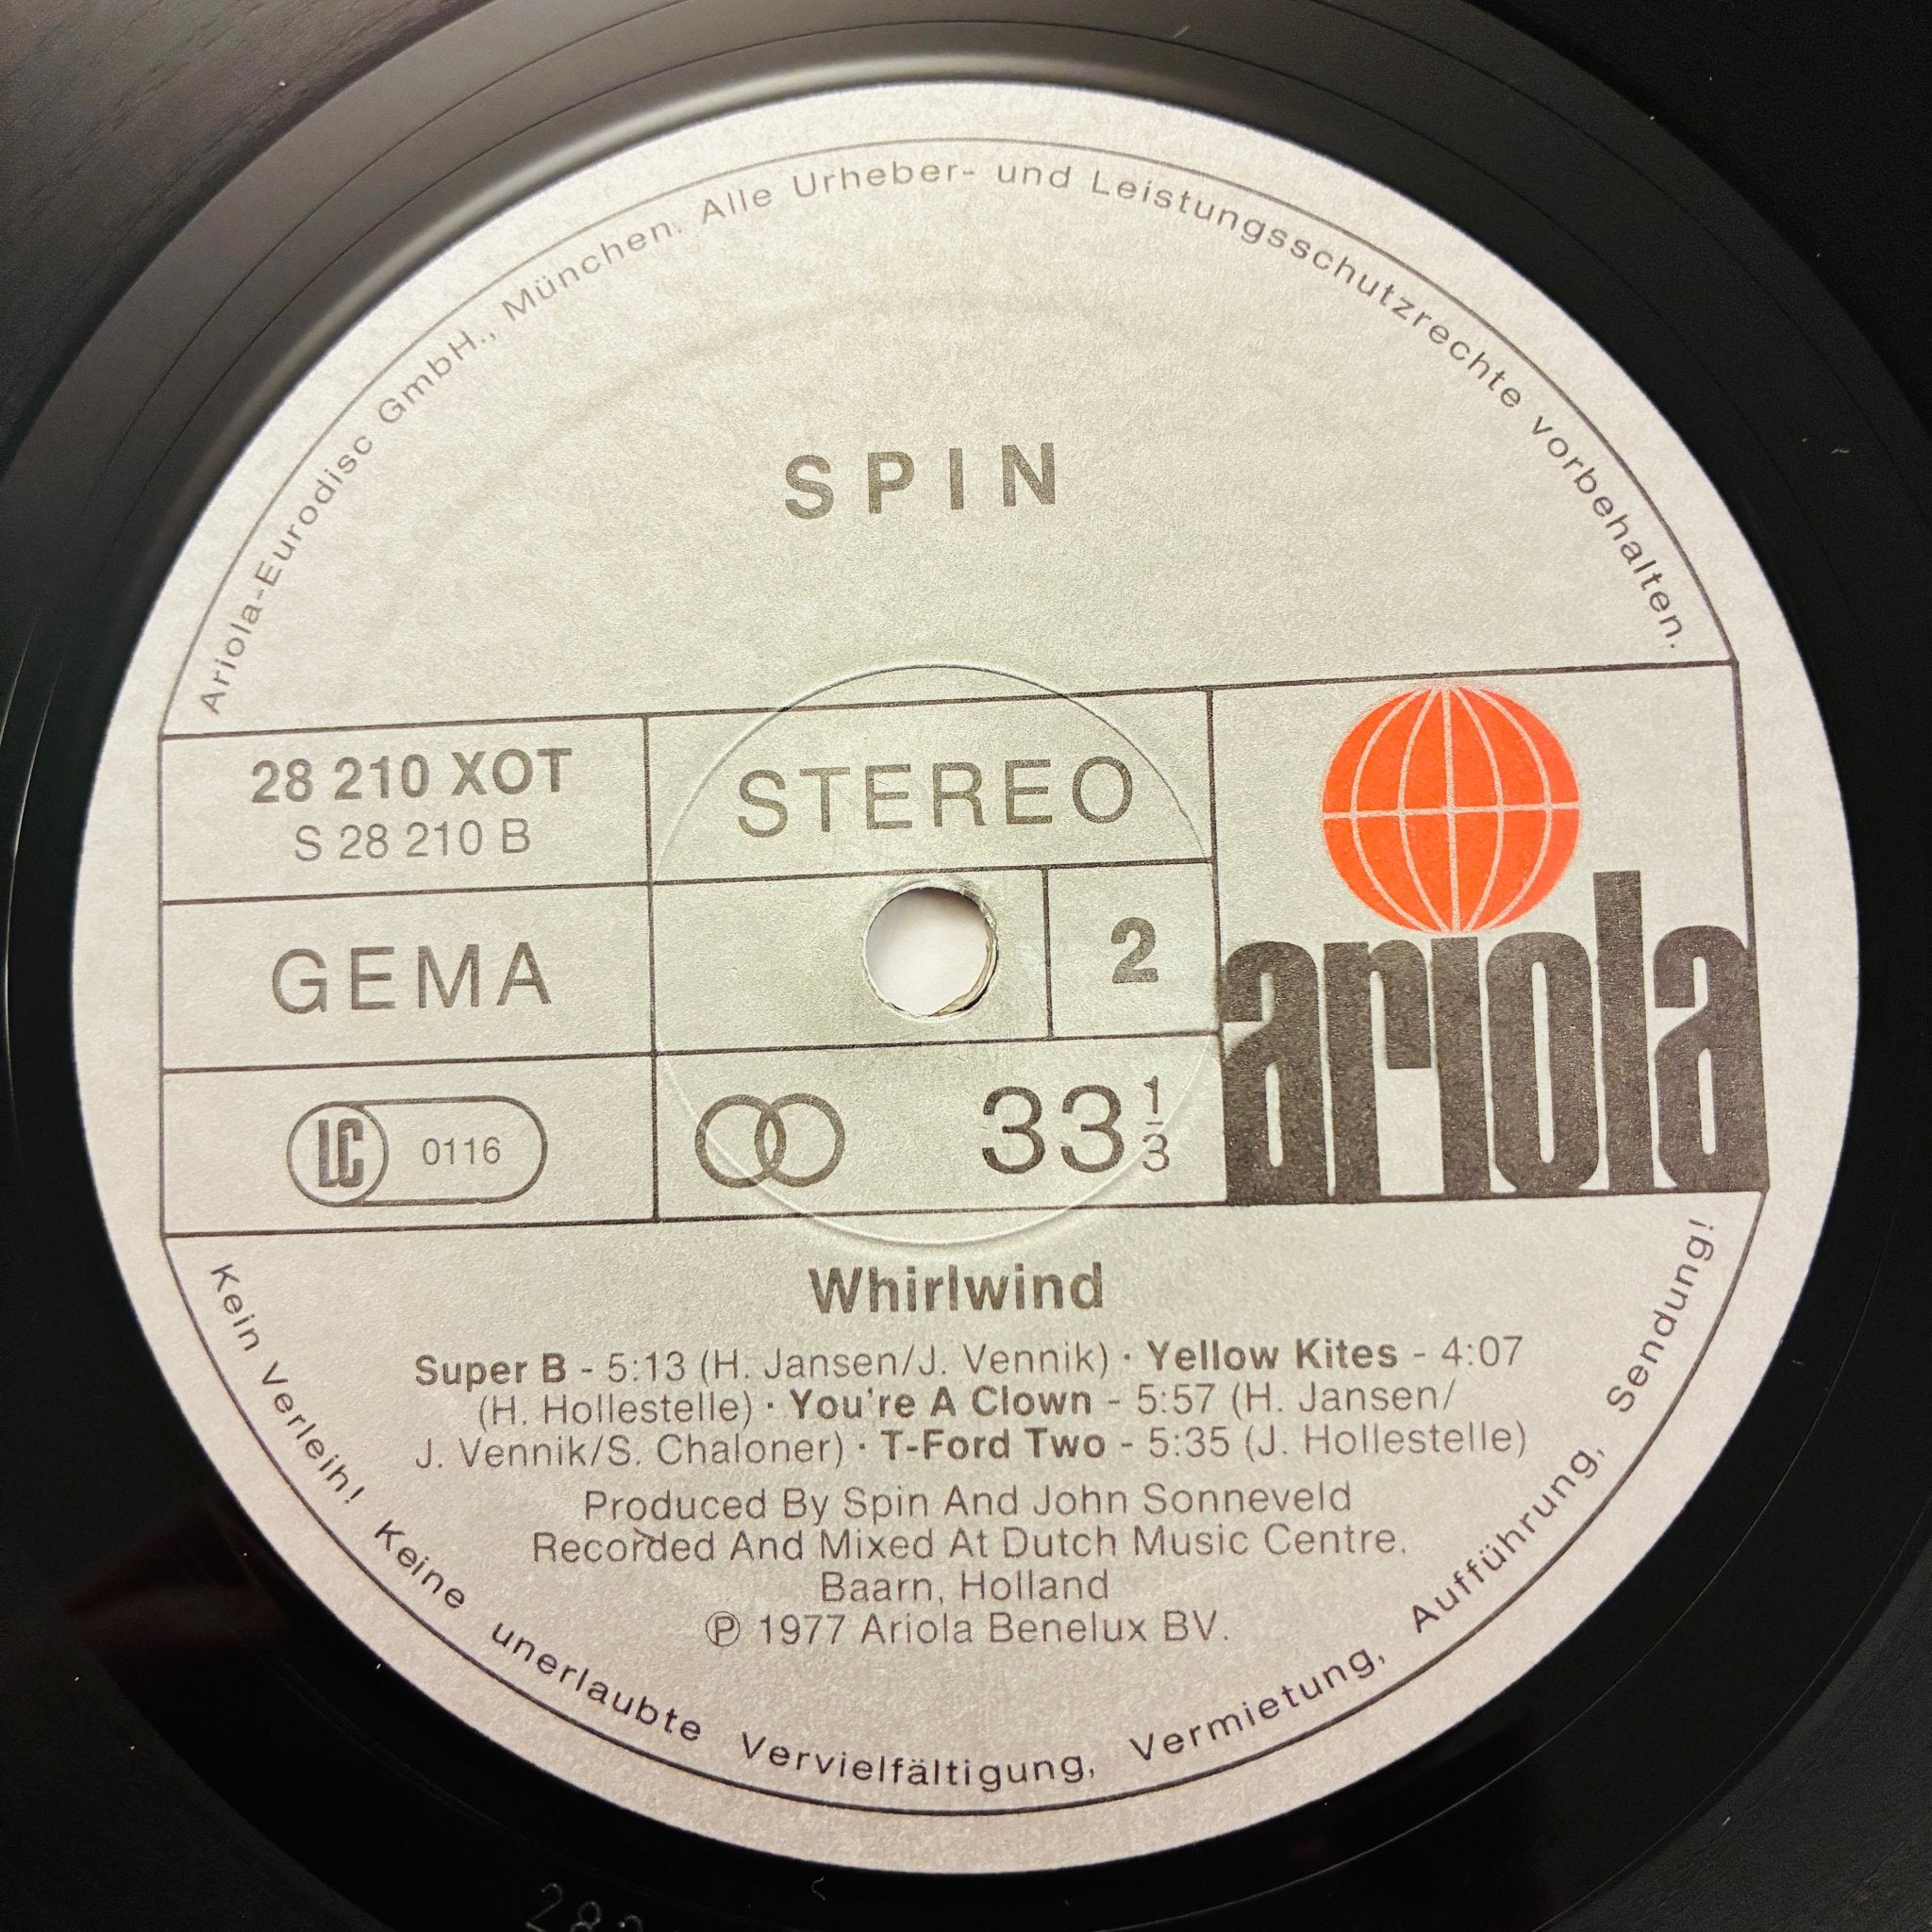 Ariola-Eurodisc GmbH., München. Alle Urheber- und Leistungsschutzrechte vorbehalten.
SPIN
28 210 XOT
S 28 210 B
STEREO
GEMA
2
LC 0116
33 1/3
ariola
Whirlwind
Super B - 5:13 (H. Jansen/J. Vennik) · Yellow Kites - 4:07
(H. Hollestelle) · You're A Clown - 5:57 (H. Jansen/
J. Vennik/S. Chaloner) · T-Ford Two - 5:35 (J. Hollestelle)
Produced By Spin And John Sonneveld
Recorded And Mixed At Dutch Music Centre.
Baarn, Holland
Ⓟ 1977 Ariola Benelux BV.
Kein Verleih! Keine unerlaubte Vervielfältigung, Vermietung, Aufführung, Sendung!